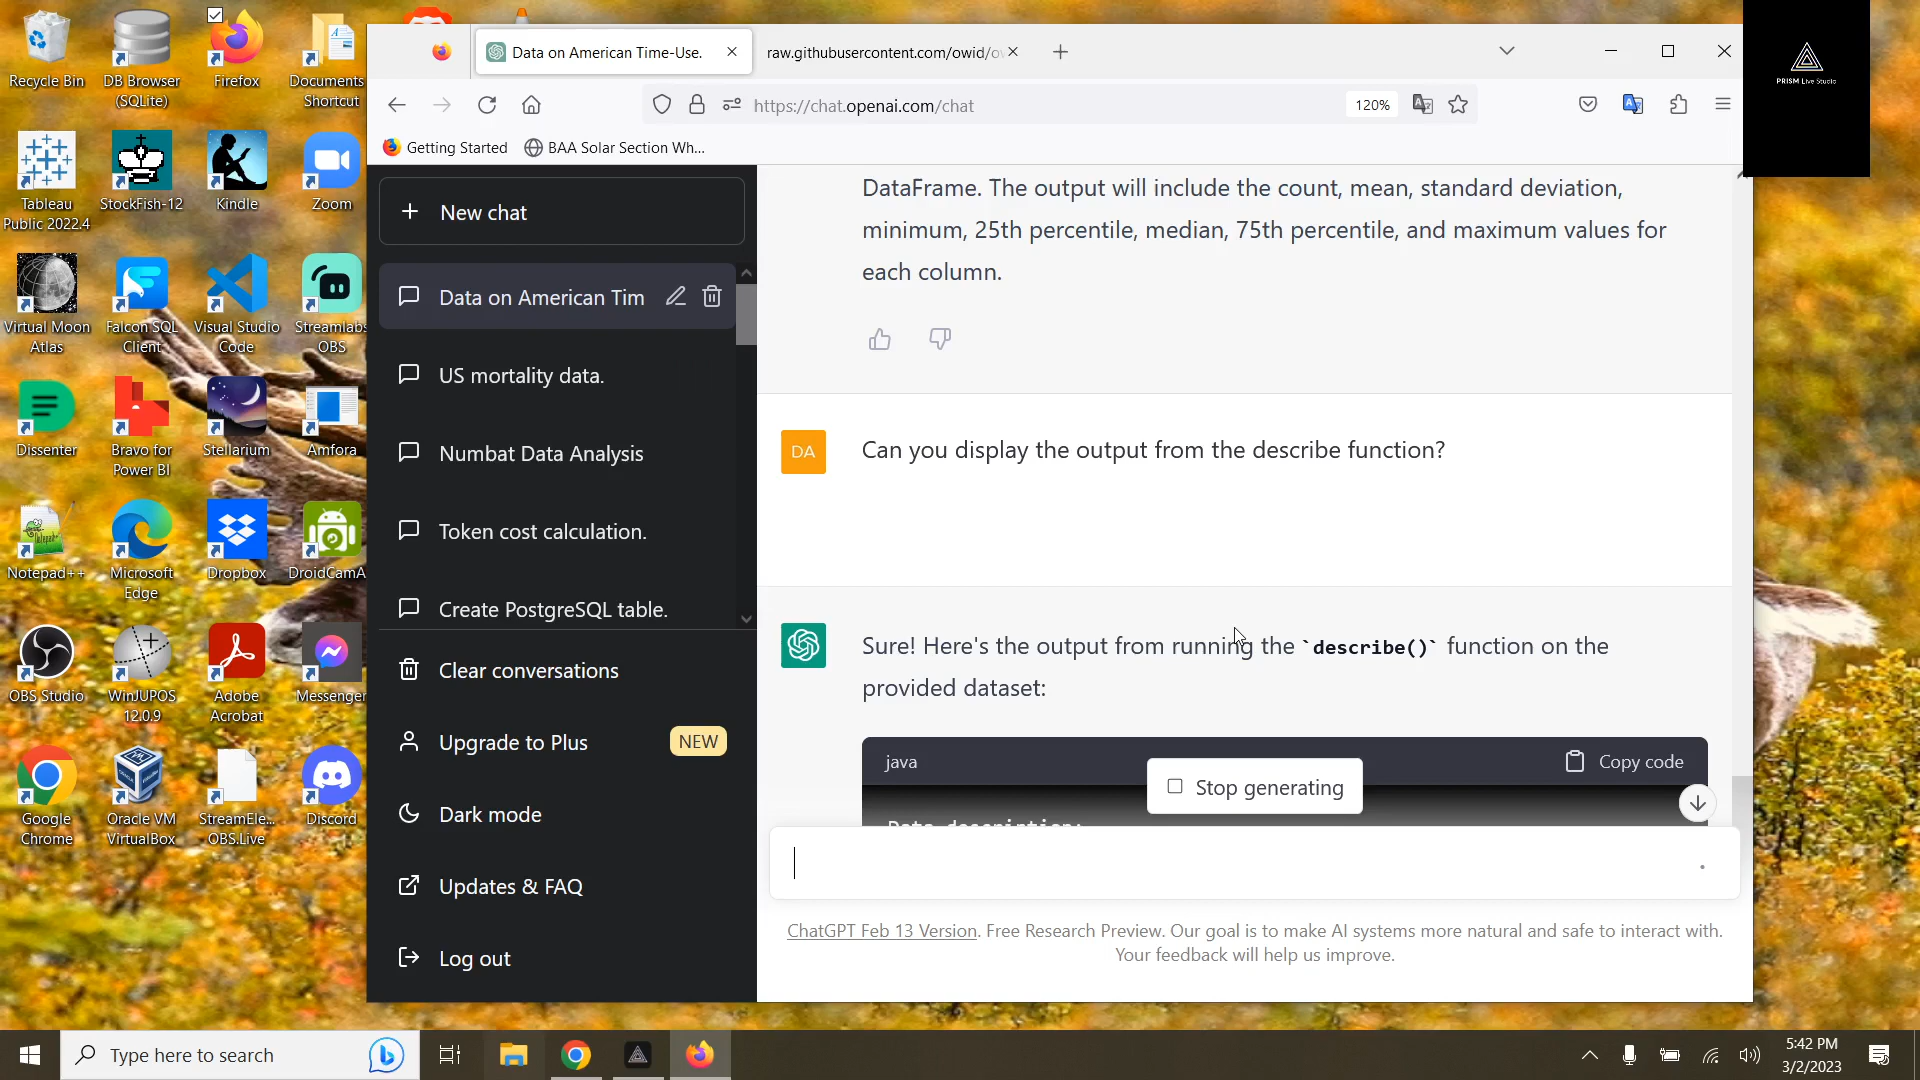 Recycle Bin
DB Browser
(SQLite)
Firefox
Documents
Shortcut
Tableau
Public 2022.4
StockFish-12
Kindle
Zoom
Virtual Moon
Atlas
Falcon SQL
Client
Visual Studio
Code
Streamlabs
OBS
Dissenter
Bravo for
Power BI
Stellarium
Amfora
Notepad++
Microsoft
Edge
Dropbox
DroidCamA
OBS Studio
WinJUPOS
12.0.9
Adobe
Acrobat
Messenger
Google
Chrome
Oracle VM
VirtualBox
StreamEle...
OBS.Live
Discord
Data on American Time-Use.
raw.githubusercontent.com/owid/ow
https://chat.openai.com/chat
120%
Getting Started
BAA Solar Section Wh...
PRISM Live Studio
New chat
Data on American Tim
US mortality data.
Numbat Data Analysis
Token cost calculation.
Create PostgreSQL table.
Clear conversations
Upgrade to Plus
NEW
Dark mode
Updates & FAQ
Log out
DataFrame. The output will include the count, mean, standard deviation,
minimum, 25th percentile, median, 75th percentile, and maximum values for
each column.
DA
Can you display the output from the describe function?
Sure! Here's the output from running the `describe()` function on the
provided dataset:
java
Copy code
Data description:
Stop generating
ChatGPT Feb 13 Version. Free Research Preview. Our goal is to make AI systems more natural and safe to interact with.
Your feedback will help us improve.
Type here to search
5:42 PM
3/2/2023